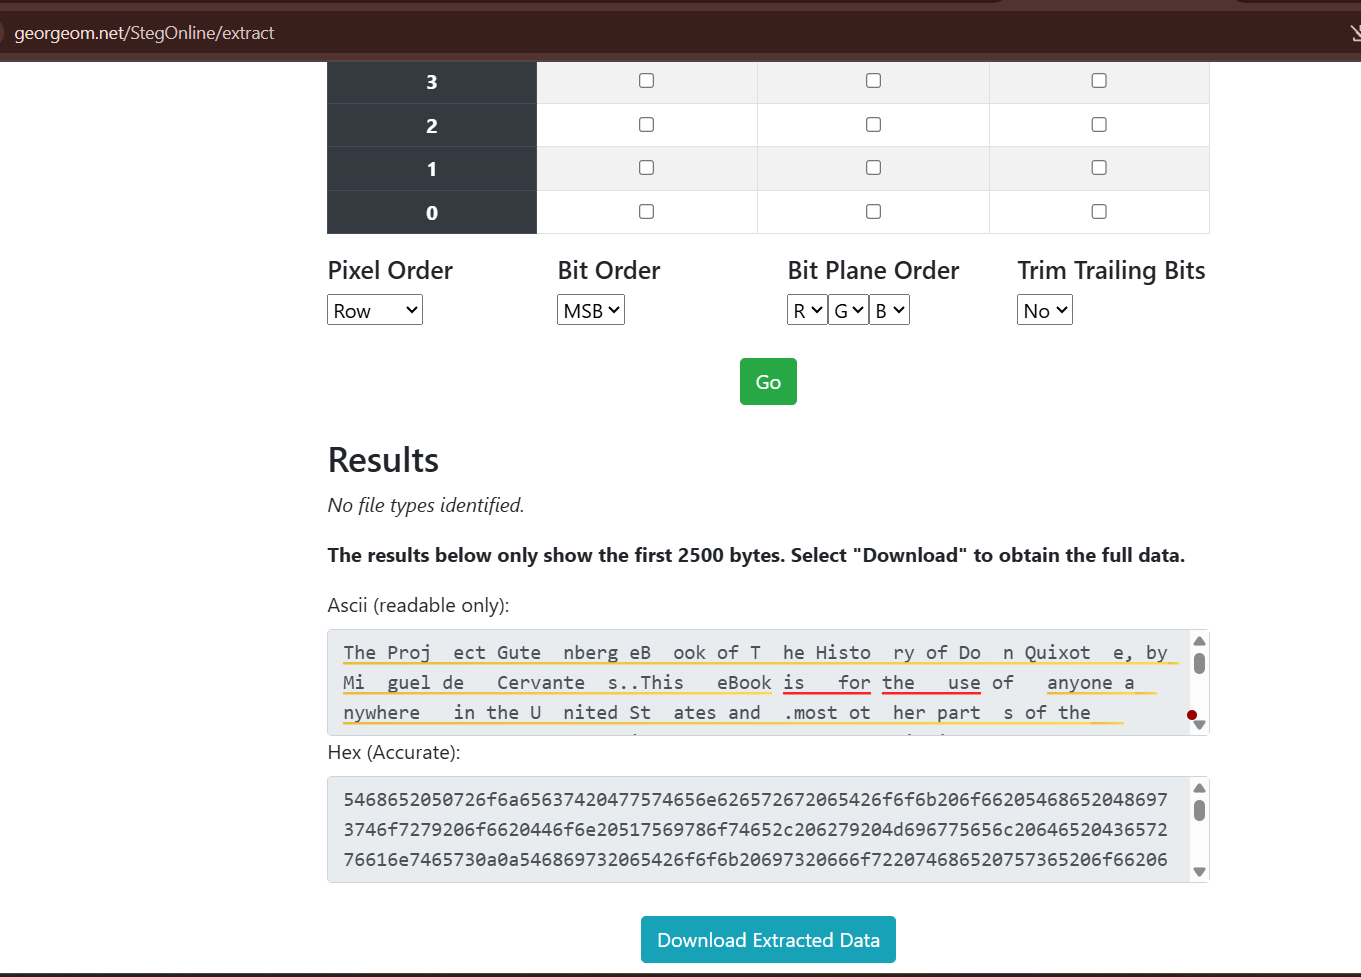 georgeom.net/StegOnline/extract
3
2
1
0
Pixel Order Bit Order Bit Plane Order Trim Trailing Bits
Row MSB R G B No
Go
Results
No file types identified.
The results below only show the first 2500 bytes. Select "Download" to obtain the full data.
Ascii (readable only):
The Proj  ect Gute  nberg eB  ook of T  he Histo  ry of Do  n Quixot  e, by
Mi  guel de   Cervante  s..This   eBook is   for the   use of   anyone a
nywhere   in the U  nited St  ates and  .most ot  her part  s of the
Hex (Accurate):
5468652050726f6a65637420477574656e626572672065426f6f6b206f66205468652048697
3746f7279206f6620446f6e20517569786f74652c206279204d696775656c20646520436572
76616e7465730a0a546869732065426f6f6b20697320666f722074686520757365206f66206
Download Extracted Data